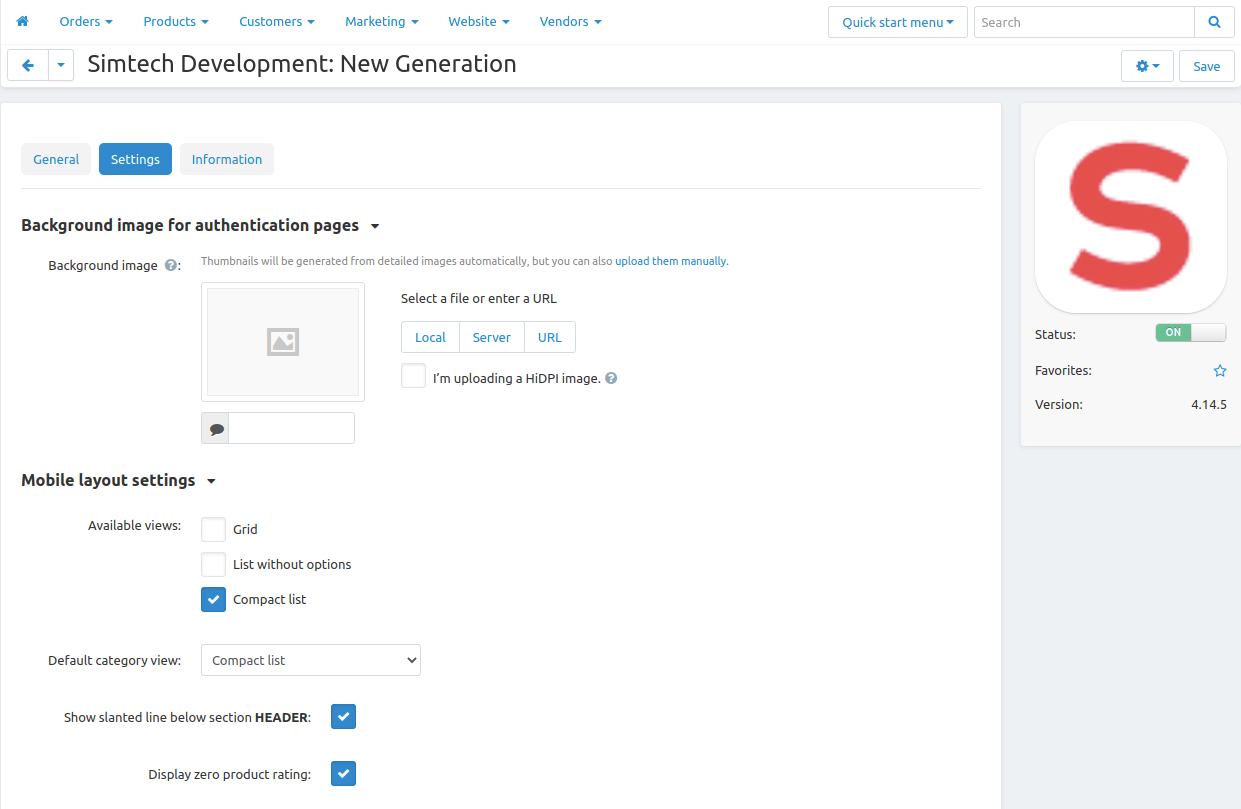 Orders Products Customers Marketing Website Vendors Quick start menu Search
Simtech Development: New Generation Save
General Settings Information
Background image for authentication pages
Background image ?: Thumbnails will be generated from detailed images automatically, but you can also upload them manually.
Select a file or enter a URL
Local Server URL
I'm uploading a HiDPI image. ?
Mobile layout settings
Available views: Grid
List without options
Compact list
Default category view: Compact list
Show slanted line below section HEADER:
Display zero product rating:
S
Status: ON
Favorites:
Version: 4.14.5